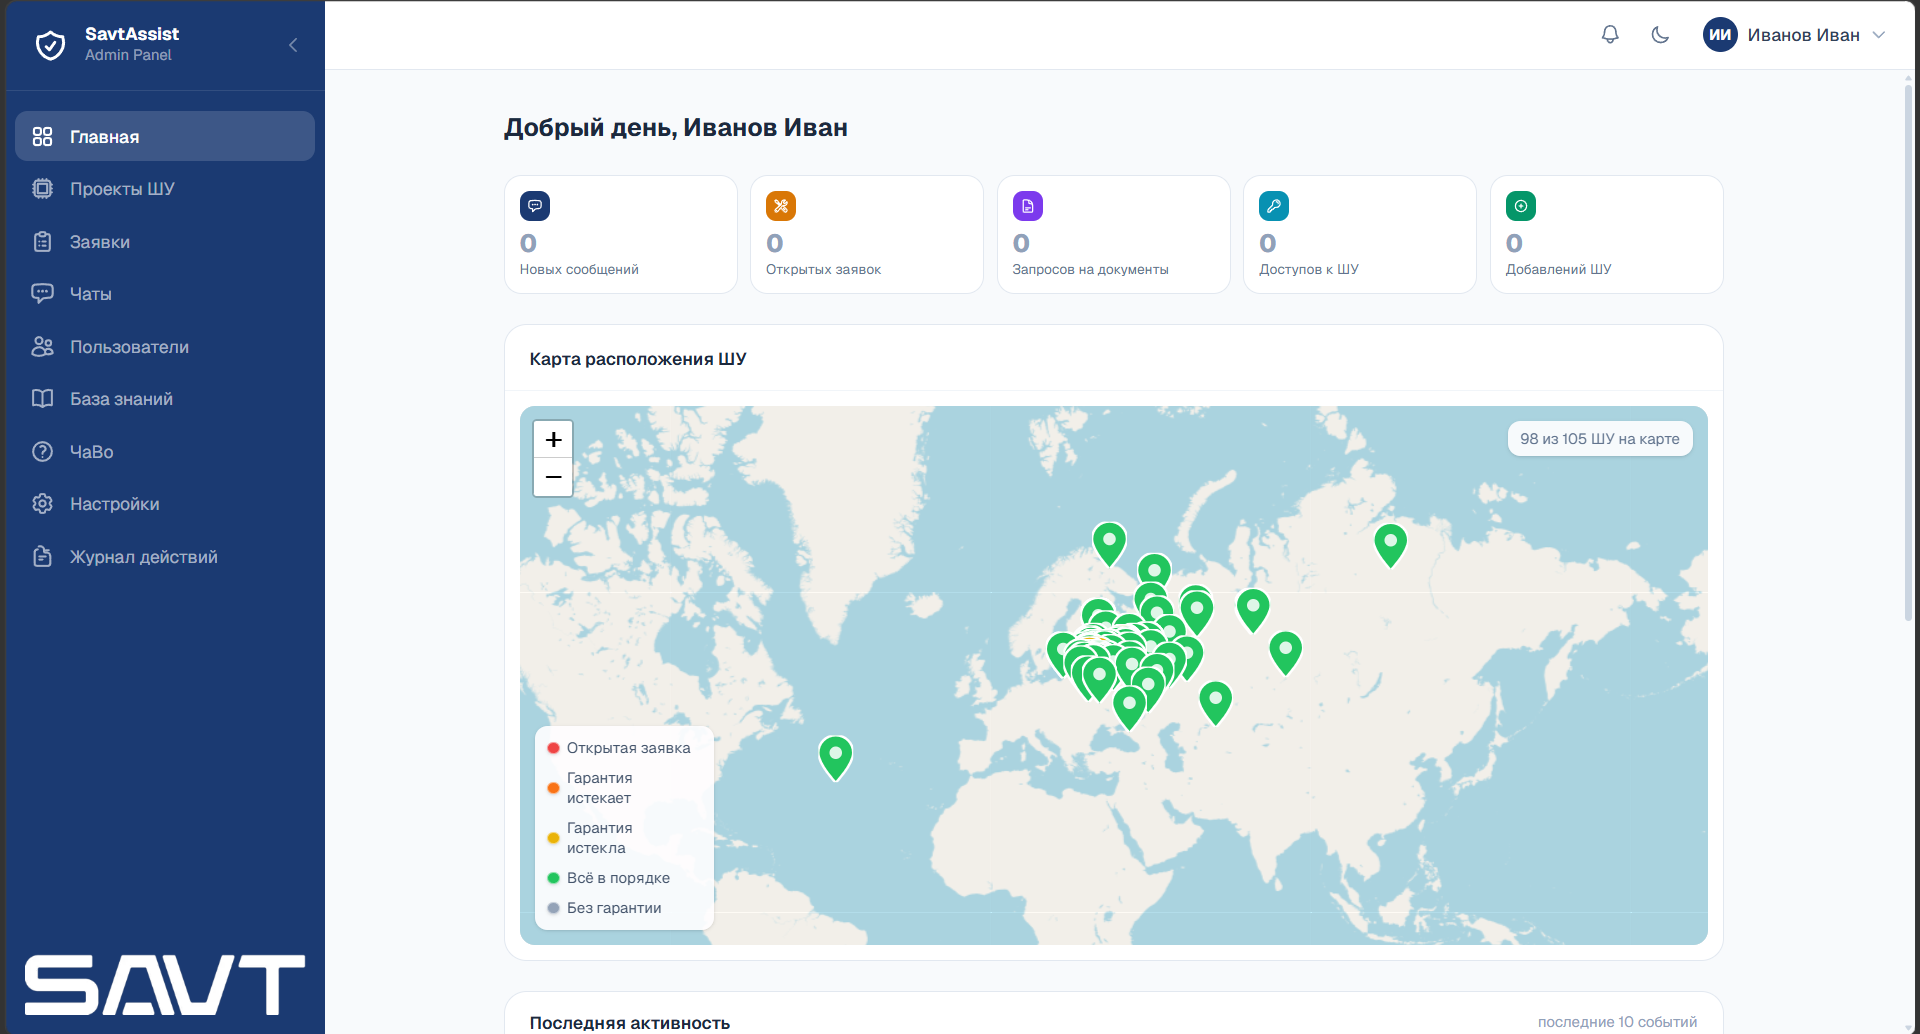 SavtAssist
Admin Panel
Главная
Проекты ШУ
Заявки
Чаты
Пользователи
База знаний
ЧаВо
Настройки
Журнал действий
SAVT
ИИ Иванов Иван
Добрый день, Иванов Иван
0
Новых сообщений
0
Открытых заявок
0
Запросов на документы
0
Доступов к ШУ
0
Добавлений ШУ
Карта расположения ШУ
+
−
98 из 105 ШУ на карте
Открытая заявка
Гарантия
истекает
Гарантия
истекла
Всё в порядке
Без гарантии
Последняя активность
последние 10 событий